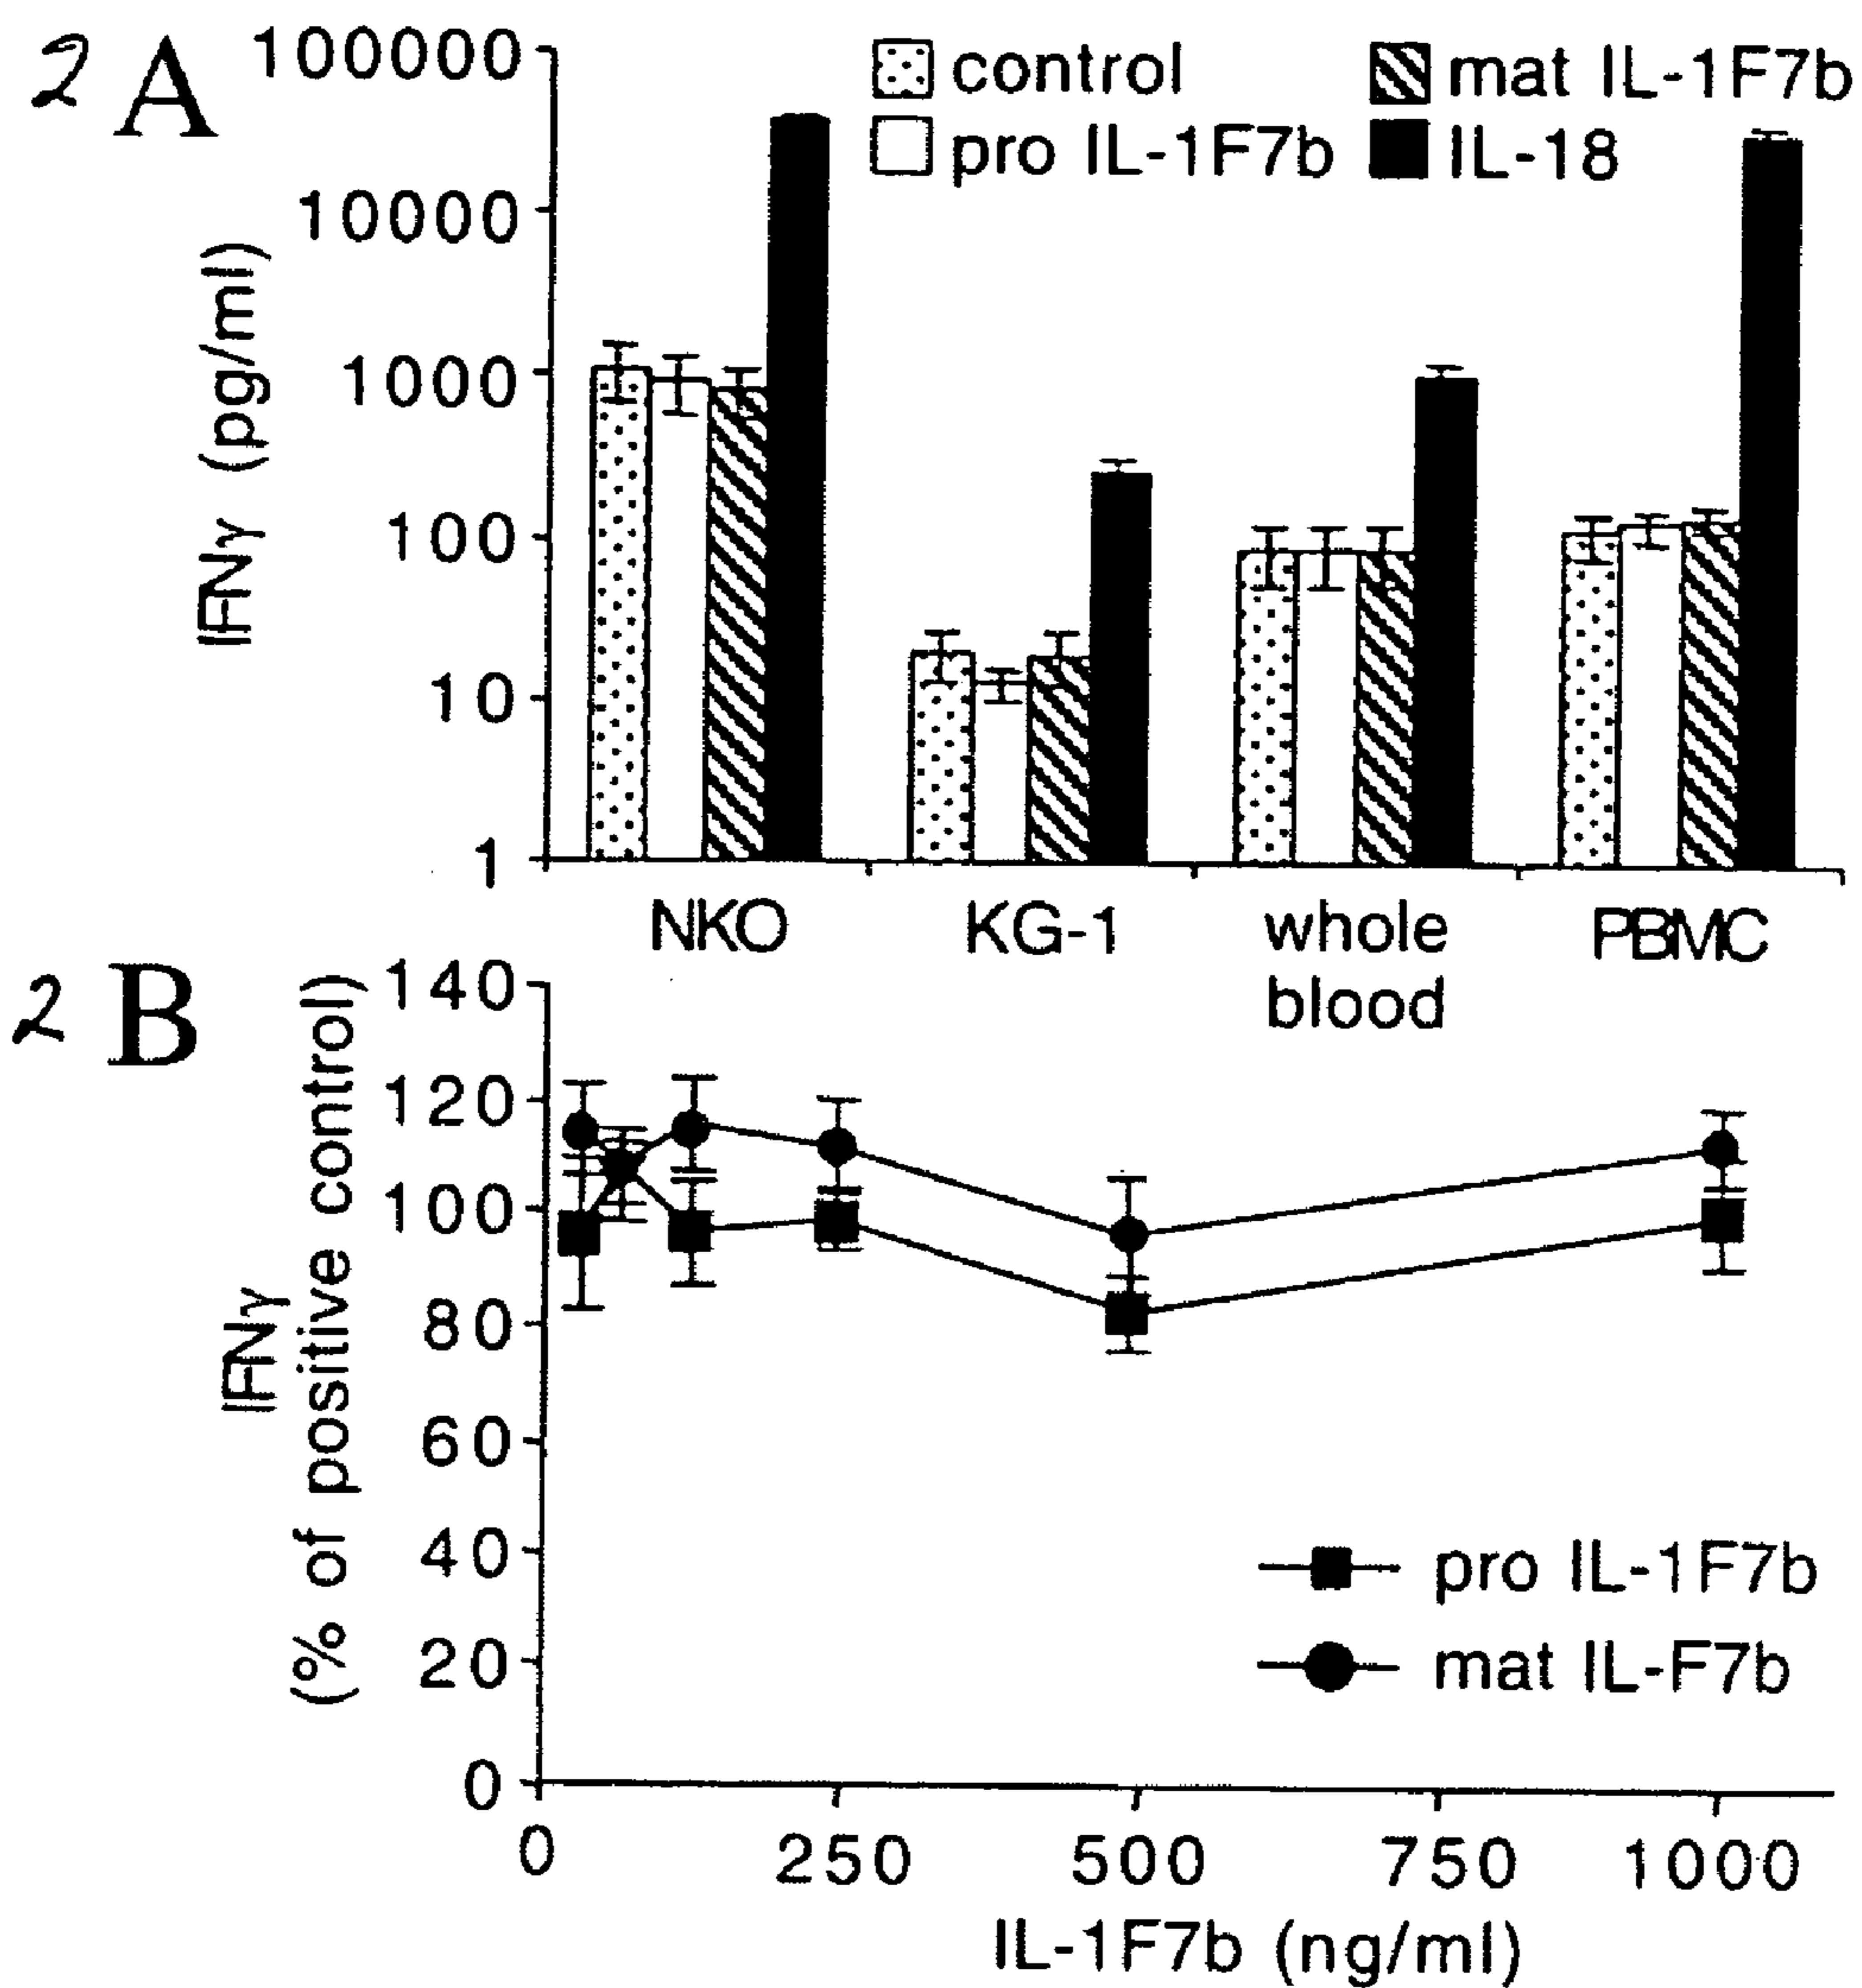 2 A
100000
10000
1000
100
10
1
IFNγ (pg/ml)
control
mat IL-1F7b
pro IL-1F7b
IL-18
NKO
KG-1
whole blood
PBMC
2 B
140
120
100
80
60
40
20
0
IFNγ
(% of positive control)
pro IL-1F7b
mat IL-F7b
0
250
500
750
1000
IL-1F7b (ng/ml)